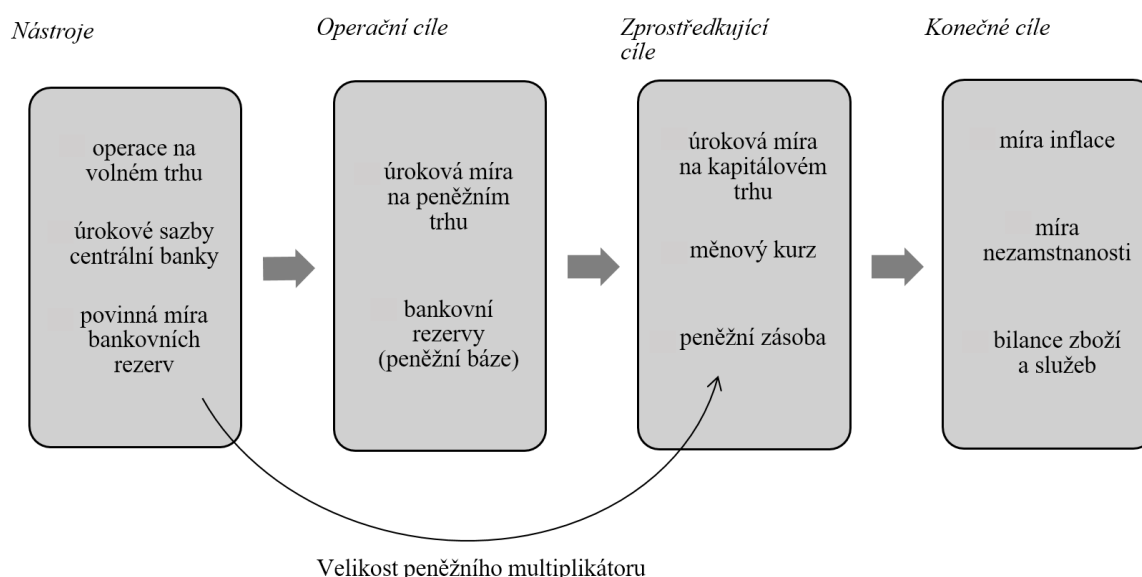 Nástroje
Operační cíle
Zprostředkující
cíle
Konečné cíle
operace na
volném trhu
úrokové sazby
centrální banky
povinná míra
bankovních
rezerv
úroková míra
na peněžním
trhu
bankovní
rezervy
(peněžní báze)
úroková míra
na kapitálovém
trhu
měnový kurz
peněžní zásoba
míra inflace
míra
nezamstnanosti
bilance zboží
a služeb
Velikost peněžního multiplikátoru